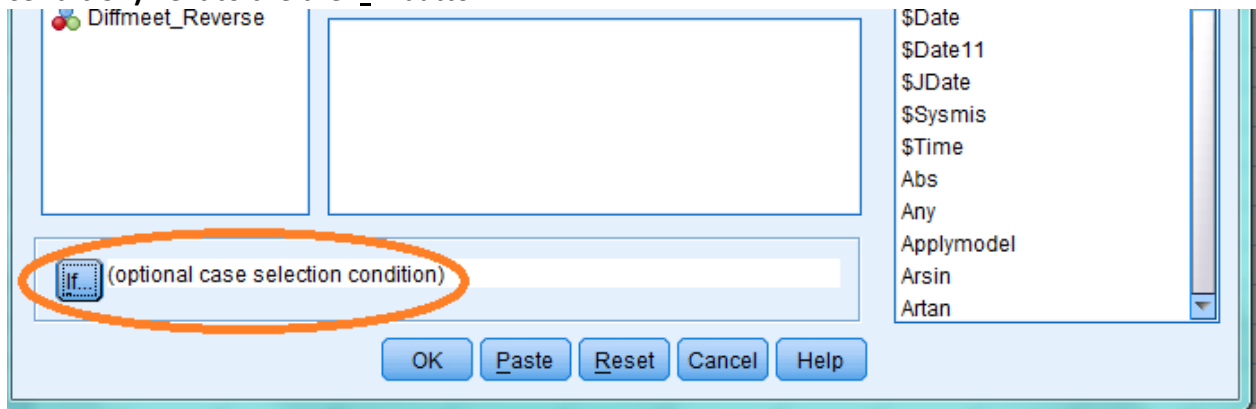 Diffmeet_Reverse
$Date
$Date11
$JDate
$Sysmis
$Time
Abs
Any
Applymodel
Arsin
Artan
If... (optional case selection condition)
OK Paste Reset Cancel Help